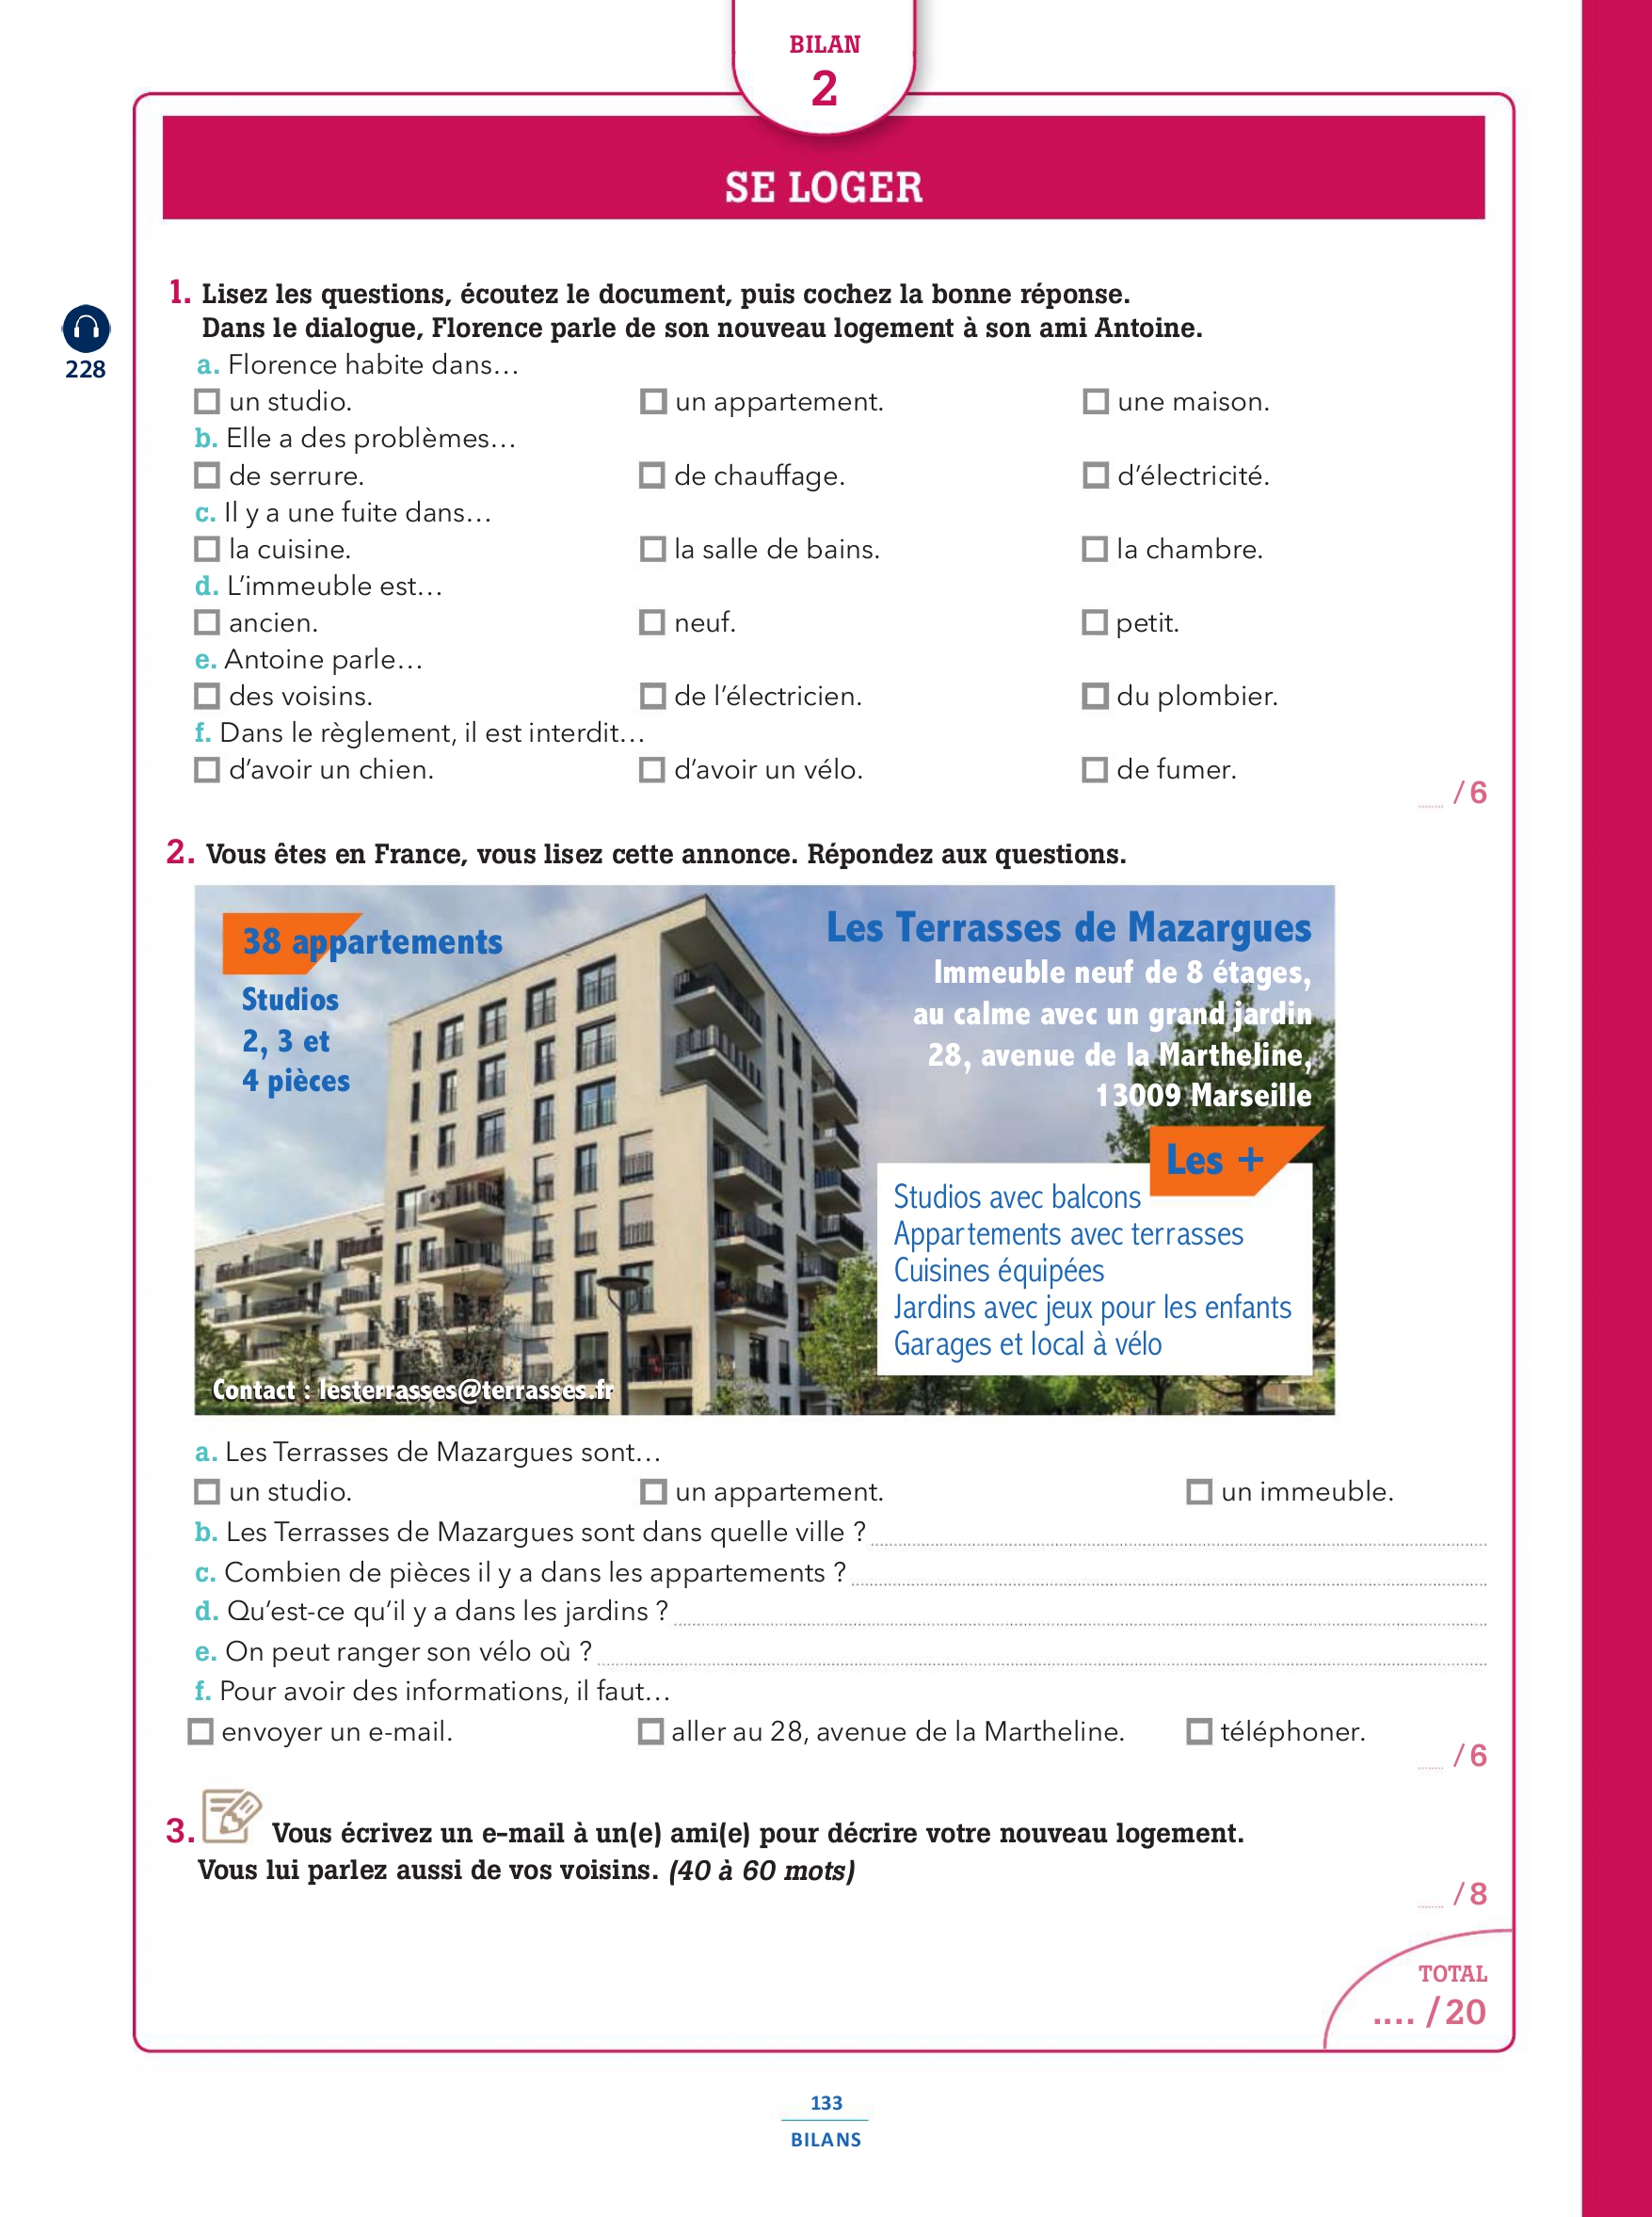 BILAN
2
SE LOGER
1. Lisez les questions, écoutez le document, puis cochez la bonne réponse.
Dans le dialogue, Florence parle de son nouveau logement à son ami Antoine.
228
a. Florence habite dans…
un studio. un appartement. une maison.
b. Elle a des problèmes…
de serrure. de chauffage. d’électricité.
c. Il y a une fuite dans…
la cuisine. la salle de bains. la chambre.
d. L’immeuble est…
ancien. neuf. petit.
e. Antoine parle…
des voisins. de l’électricien. du plombier.
f. Dans le règlement, il est interdit…
d’avoir un chien. d’avoir un vélo. de fumer.
/ 6
2. Vous êtes en France, vous lisez cette annonce. Répondez aux questions.
38 appartements
Studios
2, 3 et
4 pièces
Les Terrasses de Mazargues
Immeuble neuf de 8 étages,
au calme avec un grand jardin
28, avenue de la Martheline,
13009 Marseille
Les +
Studios avec balcons
Appartements avec terrasses
Cuisines équipées
Jardins avec jeux pour les enfants
Garages et local à vélo
Contact : lesterrasses@terrasses.fr
a. Les Terrasses de Mazargues sont…
un studio. un appartement. un immeuble.
b. Les Terrasses de Mazargues sont dans quelle ville ?
c. Combien de pièces il y a dans les appartements ?
d. Qu’est-ce qu’il y a dans les jardins ?
e. On peut ranger son vélo où ?
f. Pour avoir des informations, il faut…
envoyer un e-mail. aller au 28, avenue de la Martheline. téléphoner.
/ 6
3. Vous écrivez un e-mail à un(e) ami(e) pour décrire votre nouveau logement.
Vous lui parlez aussi de vos voisins. (40 à 60 mots)
/ 8
TOTAL
.... / 20
133
BILANS